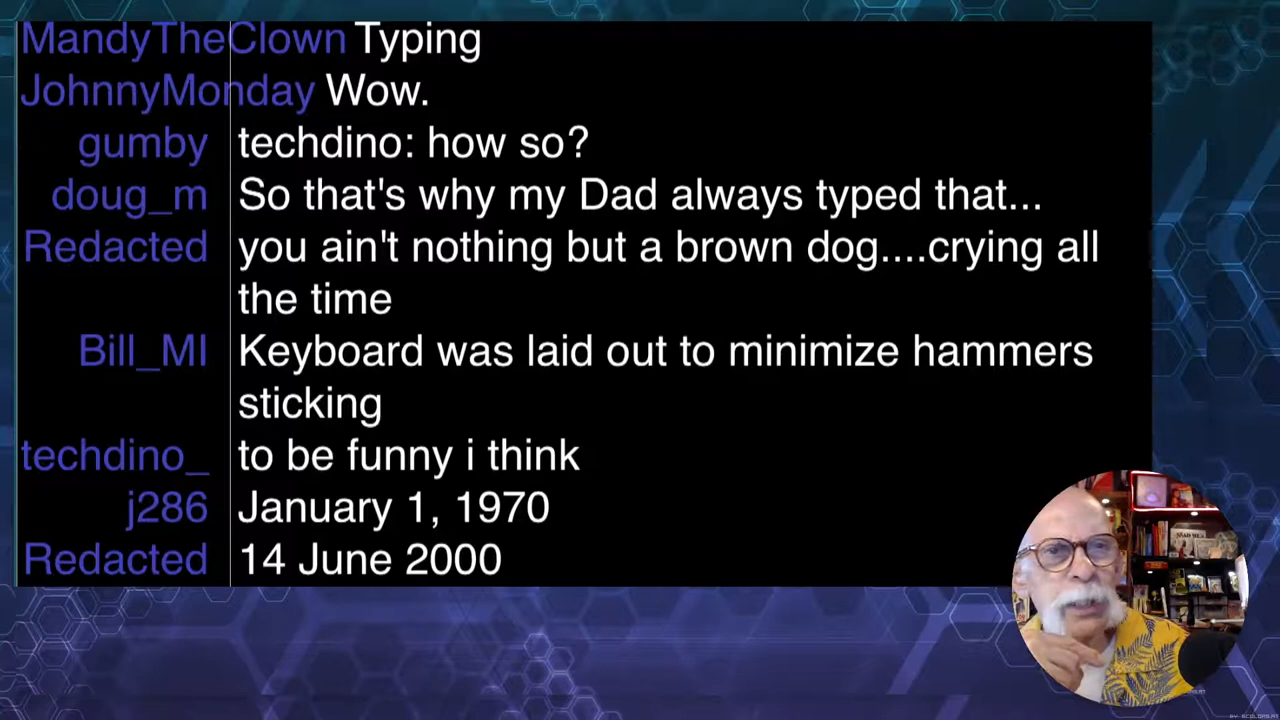 MandyTheClown Typing
JohnnyMonday Wow.
gumby techdino: how so?
doug_m So that's why my Dad always typed that...
Redacted you ain't nothing but a brown dog....crying all
the time
Bill_MI Keyboard was laid out to minimize hammers
sticking
techdino_ to be funny i think
j286 January 1, 1970
Redacted 14 June 2000